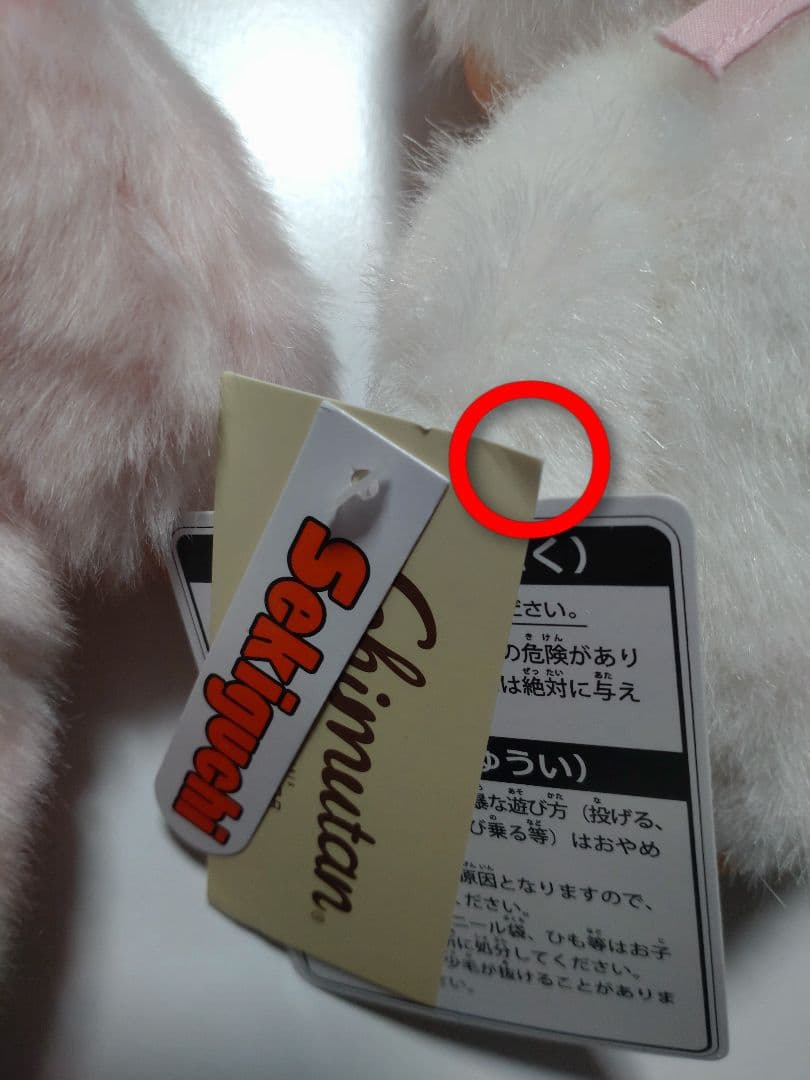 Sekiguchi
Chimutan®
く)
ださい。
の危険があり
は絶対に与え
ゅうい)
暴な遊び方(投げる、
び乗る等)はおやめ
原因となりますので、
ください。
ニール袋、ひも等はお子
に処分してください。
毛が抜けることがありま
さい。